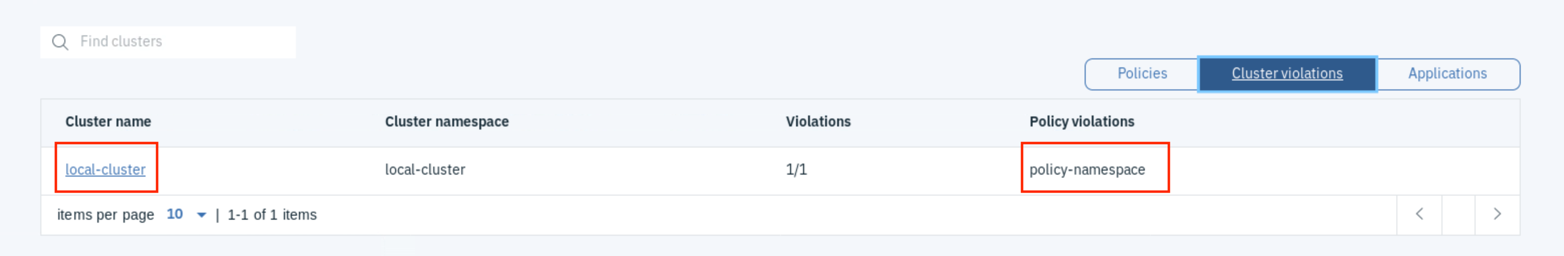 Find clusters
Policies Cluster violations Applications
Cluster name Cluster namespace Violations Policy violations
local-cluster local-cluster 1/1 policy-namespace
items per page 10 | 1-1 of 1 items